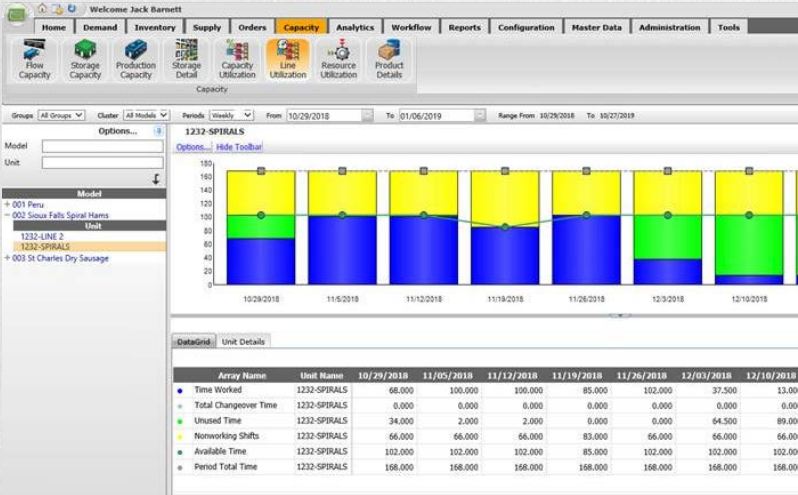 Welcome Jack Barnett
Home Demand Inventory Supply Orders Capacity Analytics Workflow Reports Configuration Master Data Administration Tools
Flow Capacity
Storage Capacity
Production Capacity
Storage Detail
Capacity Utilization
Line Utilization
Resource Utilization
Product Details
Capacity
Groups All Groups Cluster All Models Periods Weekly From 10/29/2018 To 01/06/2019 Range From 10/29/2018 To 10/27/2019
Options...
Model
Unit
Model
+ 001 Peru
− 002 Sioux Falls Spiral Hams
Unit
1232-LINE 2
1232-SPIRALS
+ 003 St Charles Dry Sausage
1232-SPIRALS
Options... Hide Toolbar
180
160
140
120
100
80
60
40
20
0
10/29/2018 11/5/2018 11/12/2018 11/19/2018 11/26/2018 12/3/2018 12/10/2018
DataGrid Unit Details
Array Name Unit Name 10/29/2018 11/05/2018 11/12/2018 11/19/2018 11/26/2018 12/03/2018 12/10/2018
Time Worked 1232-SPIRALS 68.000 100.000 100.000 85.000 102.000 37.500 13.00
Total Changeover Time 1232-SPIRALS 0.000 0.000 0.000 0.000 0.000 0.000 0.00
Unused Time 1232-SPIRALS 34.000 2.000 2.000 0.000 0.000 64.500 89.00
Nonworking Shifts 1232-SPIRALS 66.000 66.000 66.000 83.000 66.000 66.000 66.00
Available Time 1232-SPIRALS 102.000 102.000 102.000 85.000 102.000 102.000 102.00
Period Total Time 1232-SPIRALS 168.000 168.000 168.000 168.000 168.000 168.000 168.00